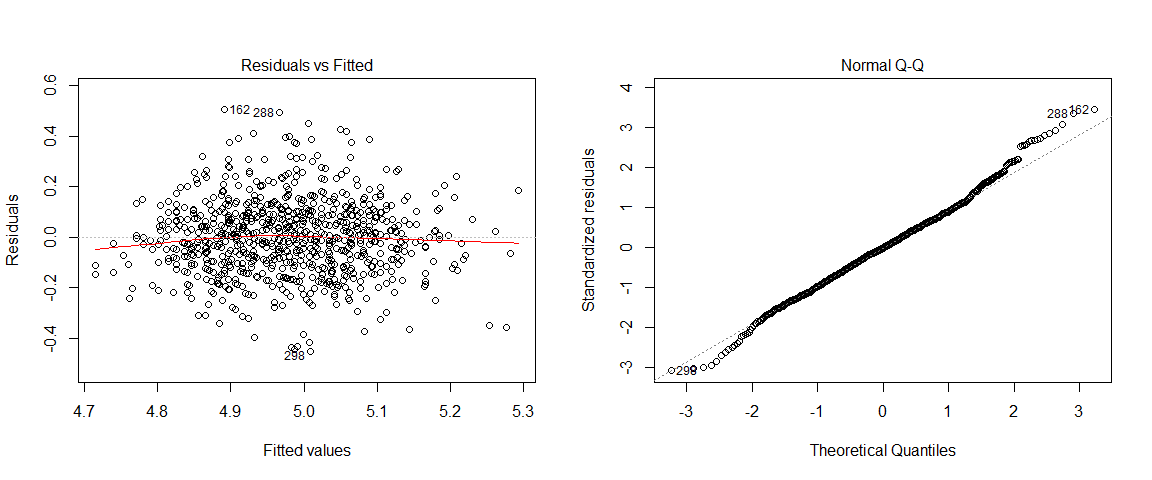 Residuals vs Fitted
Residuals
0.6
0.4
0.2
0.0
-0.2
-0.4
162
288
298
4.7 4.8 4.9 5.0 5.1 5.2 5.3
Fitted values
Normal Q-Q
Standardized residuals
4
3
2
1
0
-1
-2
-3
288
162
298
-3 -2 -1 0 1 2 3
Theoretical Quantiles